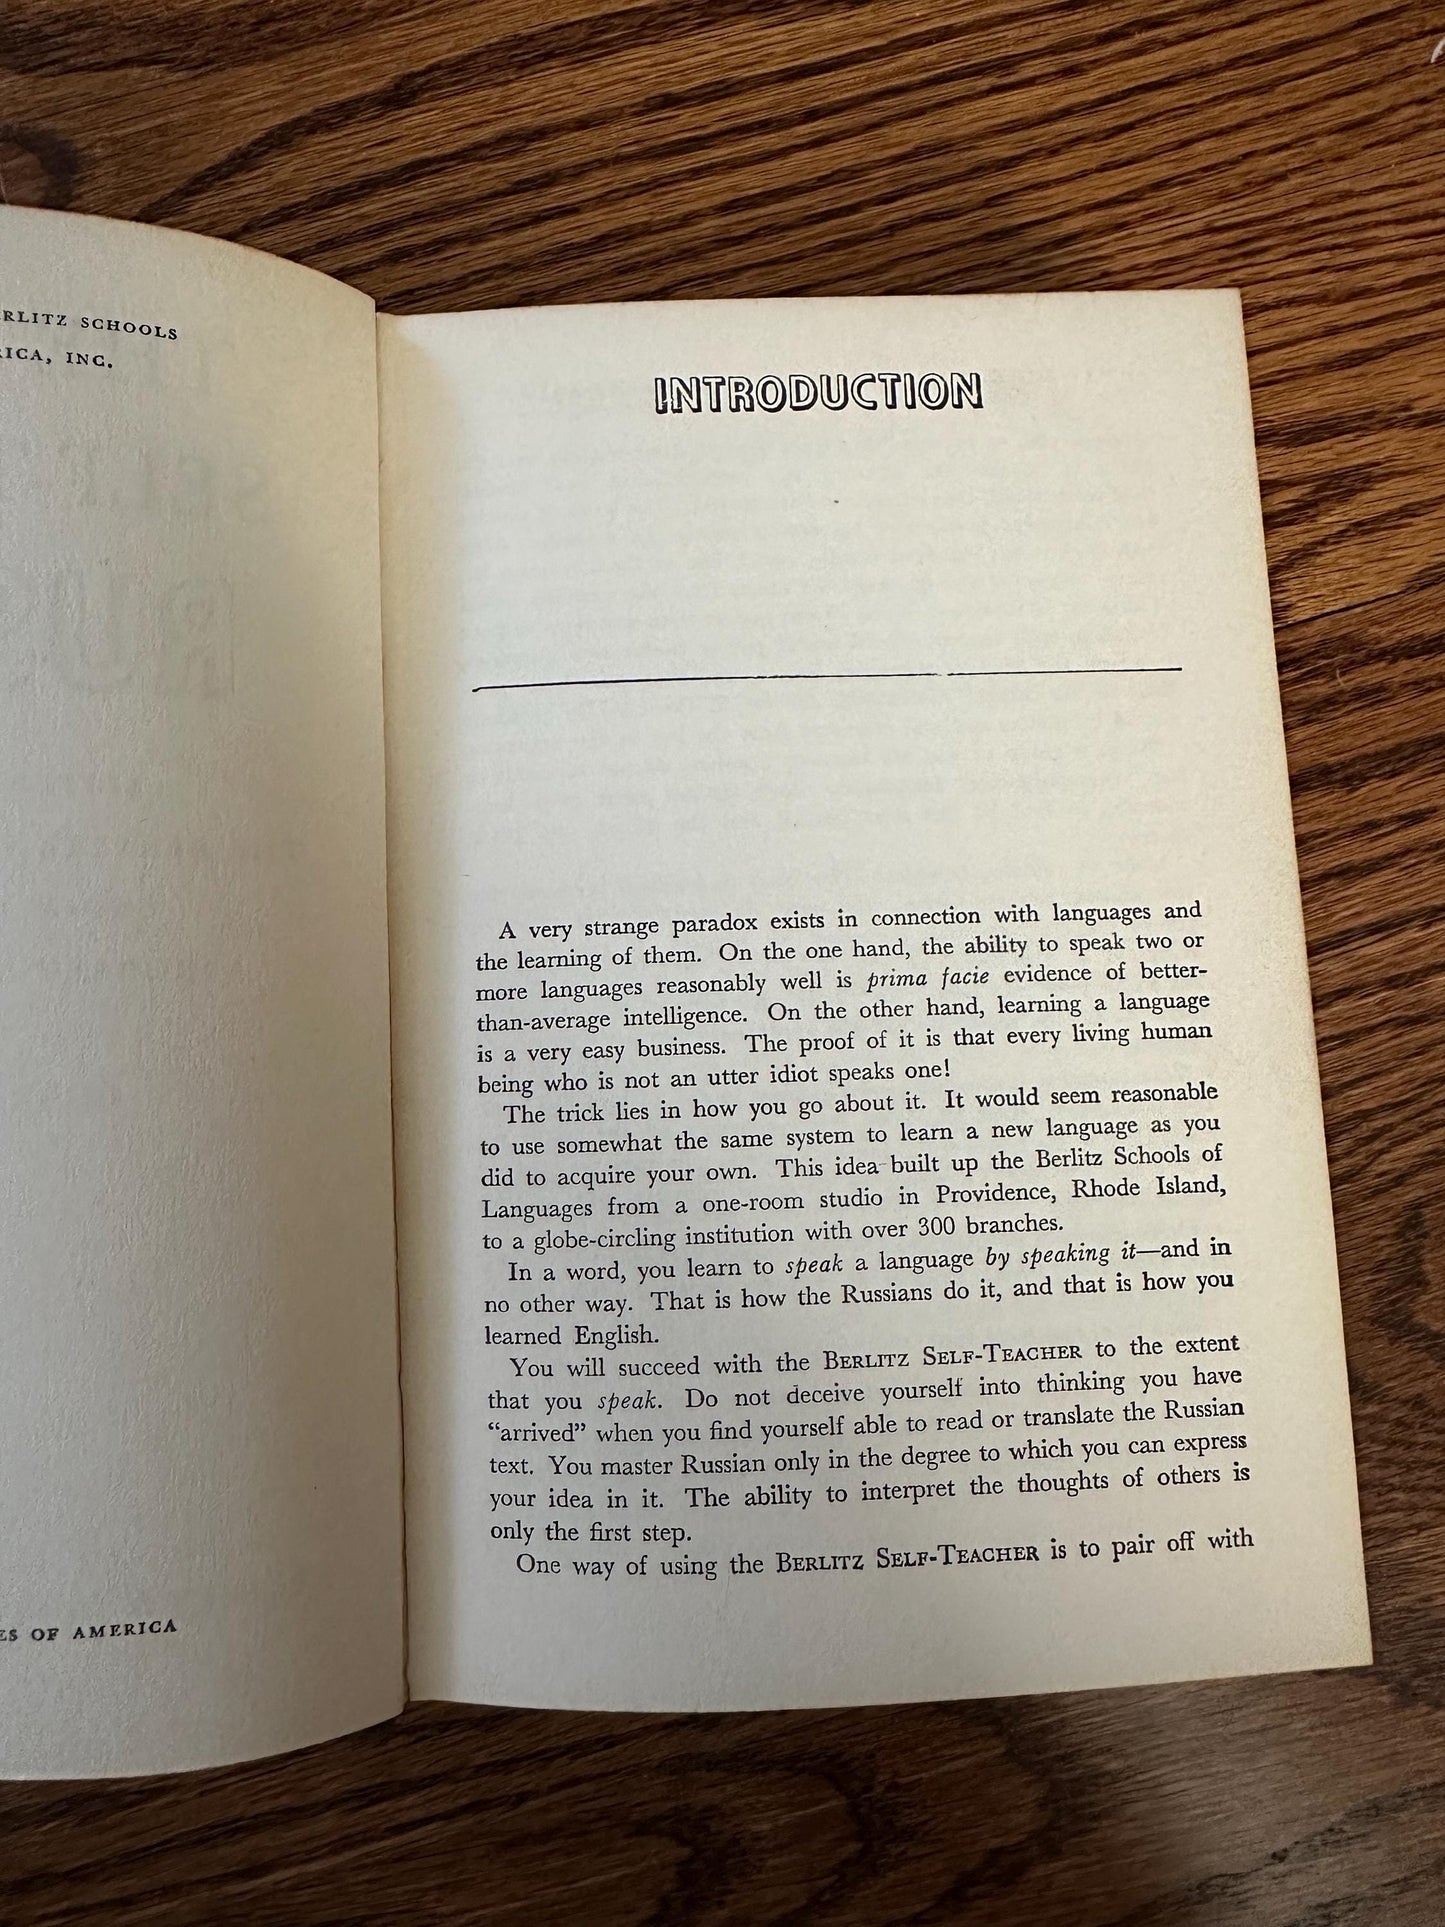 RLITZ SCHOOLS
RICA, INC.
ES OF AMERICA
INTRODUCTION
A very strange paradox exists in connection with languages and
the learning of them. On the one hand, the ability to speak two or
more languages reasonably well is prima facie evidence of better-
than-average intelligence. On the other hand, learning a language
is a very easy business. The proof of it is that every living human
being who is not an utter idiot speaks one!
The trick lies in how you go about it. It would seem reasonable
to use somewhat the same system to learn a new language as you
did to acquire your own. This idea built up the Berlitz Schools of
Languages from a one-room studio in Providence, Rhode Island,
to a globe-circling institution with over 300 branches.
In a word, you learn to speak a language by speaking it—and in
no other way. That is how the Russians do it, and that is how you
learned English.
You will succeed with the BERLITZ SELF-TEACHER to the extent
that you speak. Do not deceive yourself into thinking you have
“arrived” when you find yourself able to read or translate the Russian
text. You master Russian only in the degree to which you can express
your idea in it. The ability to interpret the thoughts of others is
only the first step.
One way of using the BERLITZ SELF-TEACHER is to pair off with